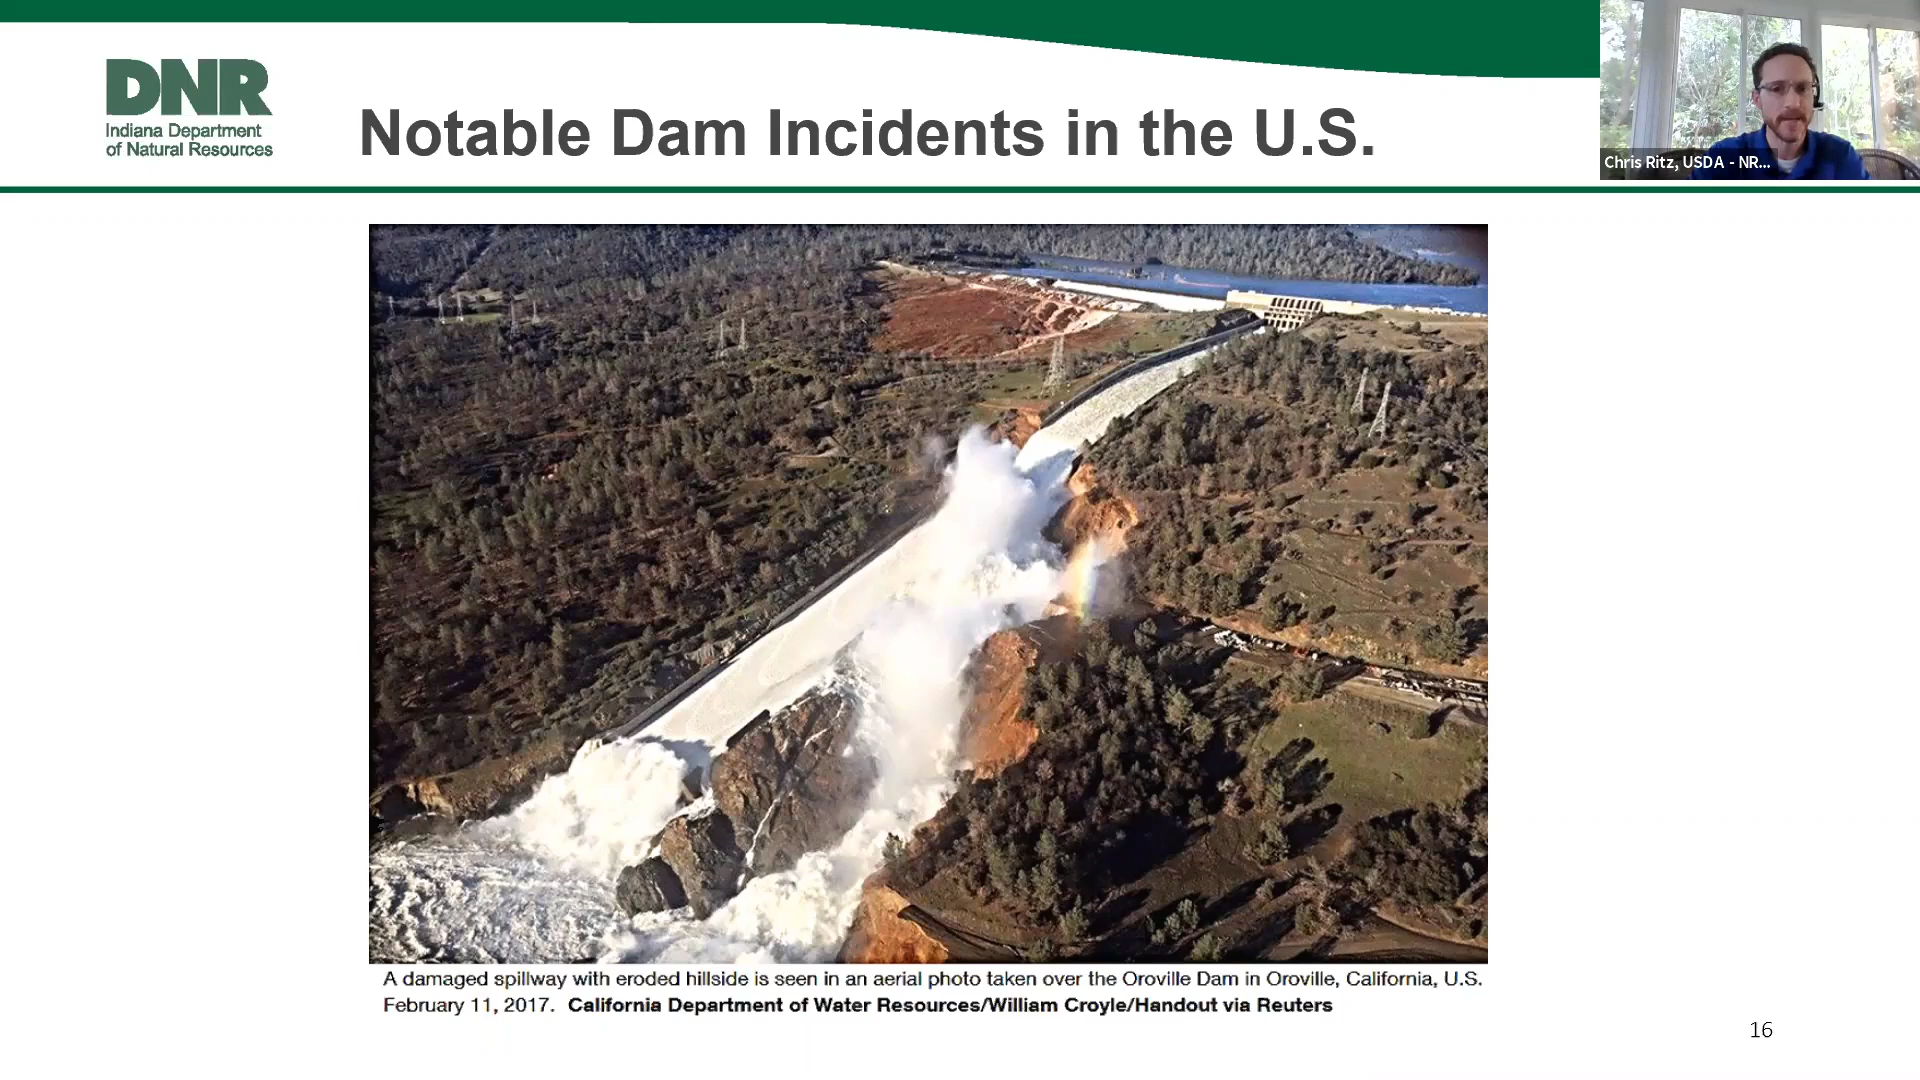 DNR
Indiana Department
of Natural Resources
Notable Dam Incidents in the U.S.
Chris Ritz, USDA - NR...
A damaged spillway with eroded hillside is seen in an aerial photo taken over the Oroville Dam in Oroville, California, U.S.
February 11, 2017. California Department of Water Resources/William Croyle/Handout via Reuters
16